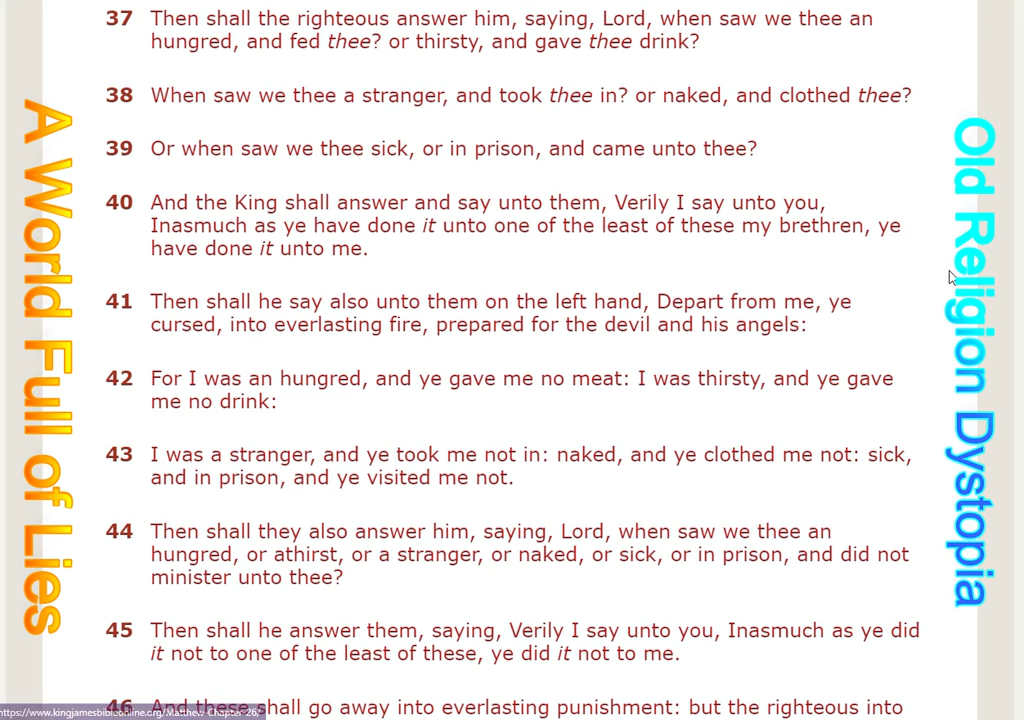 37 Then shall the righteous answer him, saying, Lord, when saw we thee an
hungred, and fed thee? or thirsty, and gave thee drink?
38 When saw we thee a stranger, and took thee in? or naked, and clothed thee?
39 Or when saw we thee sick, or in prison, and came unto thee?
40 And the King shall answer and say unto them, Verily I say unto you,
Inasmuch as ye have done it unto one of the least of these my brethren, ye
have done it unto me.
41 Then shall he say also unto them on the left hand, Depart from me, ye
cursed, into everlasting fire, prepared for the devil and his angels:
42 For I was an hungred, and ye gave me no meat: I was thirsty, and ye gave
me no drink:
43 I was a stranger, and ye took me not in: naked, and ye clothed me not: sick,
and in prison, and ye visited me not.
44 Then shall they also answer him, saying, Lord, when saw we thee an
hungred, or athirst, or a stranger, or naked, or sick, or in prison, and did not
minister unto thee?
45 Then shall he answer them, saying, Verily I say unto you, Inasmuch as ye did
it not to one of the least of these, ye did it not to me.
46 And these shall go away into everlasting punishment: but the righteous into
https://www.kingjamesbibleonline.org/Matthew-Chapter-26/
A World Full of Lies
Old Religion Dystopia